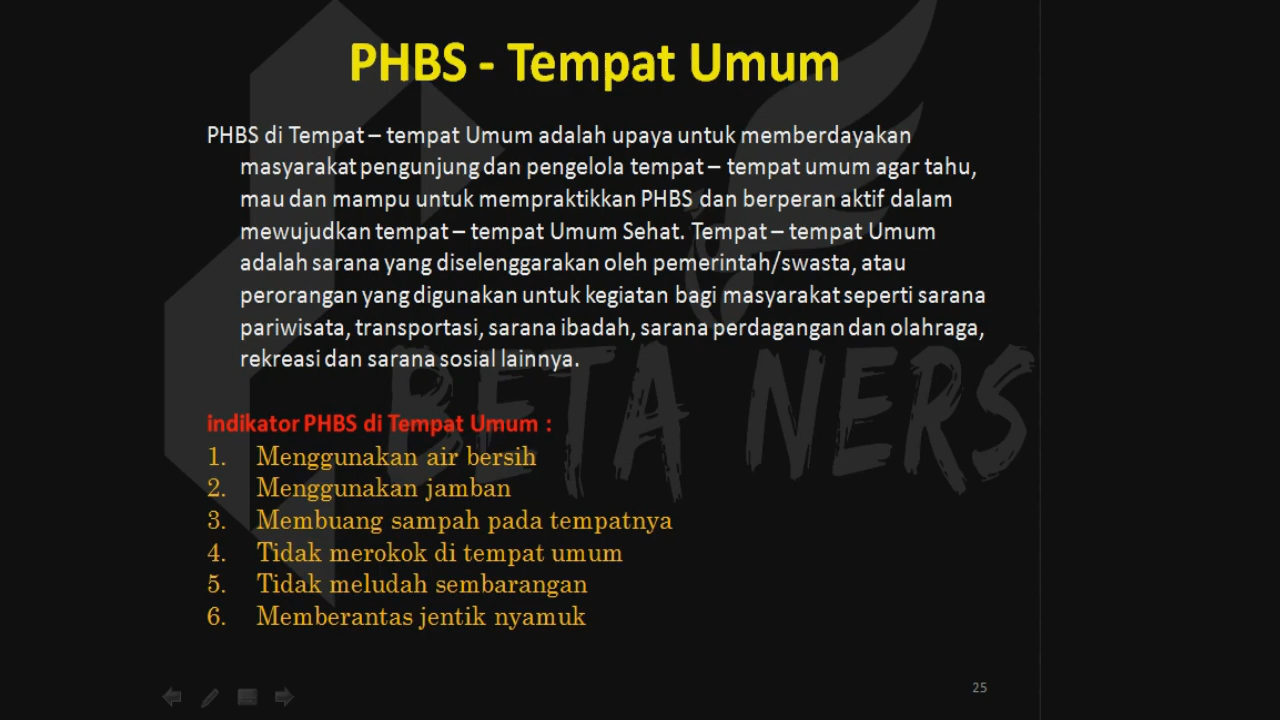 PHBS - Tempat Umum
PHBS di Tempat – tempat Umum adalah upaya untuk memberdayakan
masyarakat pengunjung dan pengelola tempat – tempat umum agar tahu,
mau dan mampu untuk mempraktikkan PHBS dan berperan aktif dalam
mewujudkan tempat – tempat Umum Sehat. Tempat – tempat Umum
adalah sarana yang diselenggarakan oleh pemerintah/swasta, atau
perorangan yang digunakan untuk kegiatan bagi masyarakat seperti sarana
pariwisata, transportasi, sarana ibadah, sarana perdagangan dan olahraga,
rekreasi dan sarana sosial lainnya.
BETA NERS
indikator PHBS di Tempat Umum :
1. Menggunakan air bersih
2. Menggunakan jamban
3. Membuang sampah pada tempatnya
4. Tidak merokok di tempat umum
5. Tidak meludah sembarangan
6. Memberantas jentik nyamuk
25